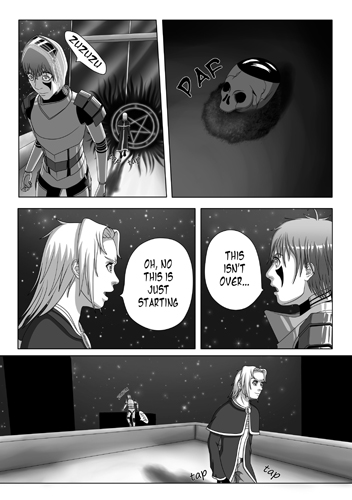 ZUZUZU
PAF
OH, NO
THIS IS
JUST
STARTING
THIS
ISN'T
OVER...
tap
tap